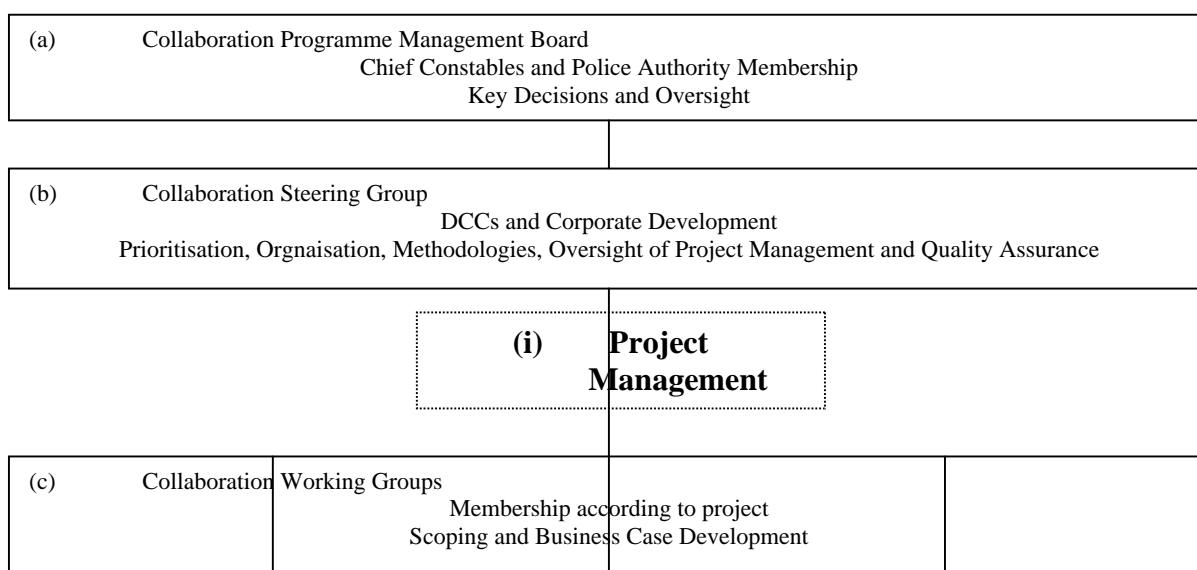 (a) Collaboration Programme Management Board
Chief Constables and Police Authority Membership
Key Decisions and Oversight
(b) Collaboration Steering Group
DCCs and Corporate Development
Prioritisation, Orgnaisation, Methodologies, Oversight of Project Management and Quality Assurance
(i) Project
Management
(c) Collaboration Working Groups
Membership according to project
Scoping and Business Case Development